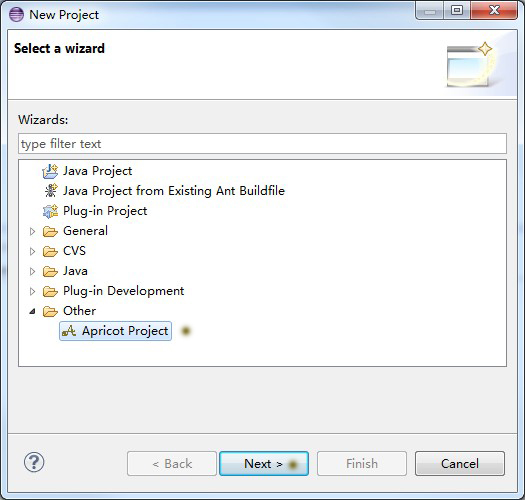 New Project
Select a wizard
Wizards:
type filter text
Java Project
Java Project from Existing Ant Buildfile
Plug-in Project
General
CVS
Java
Plug-in Development
Other
Apricot Project
? < Back Next > Finish Cancel